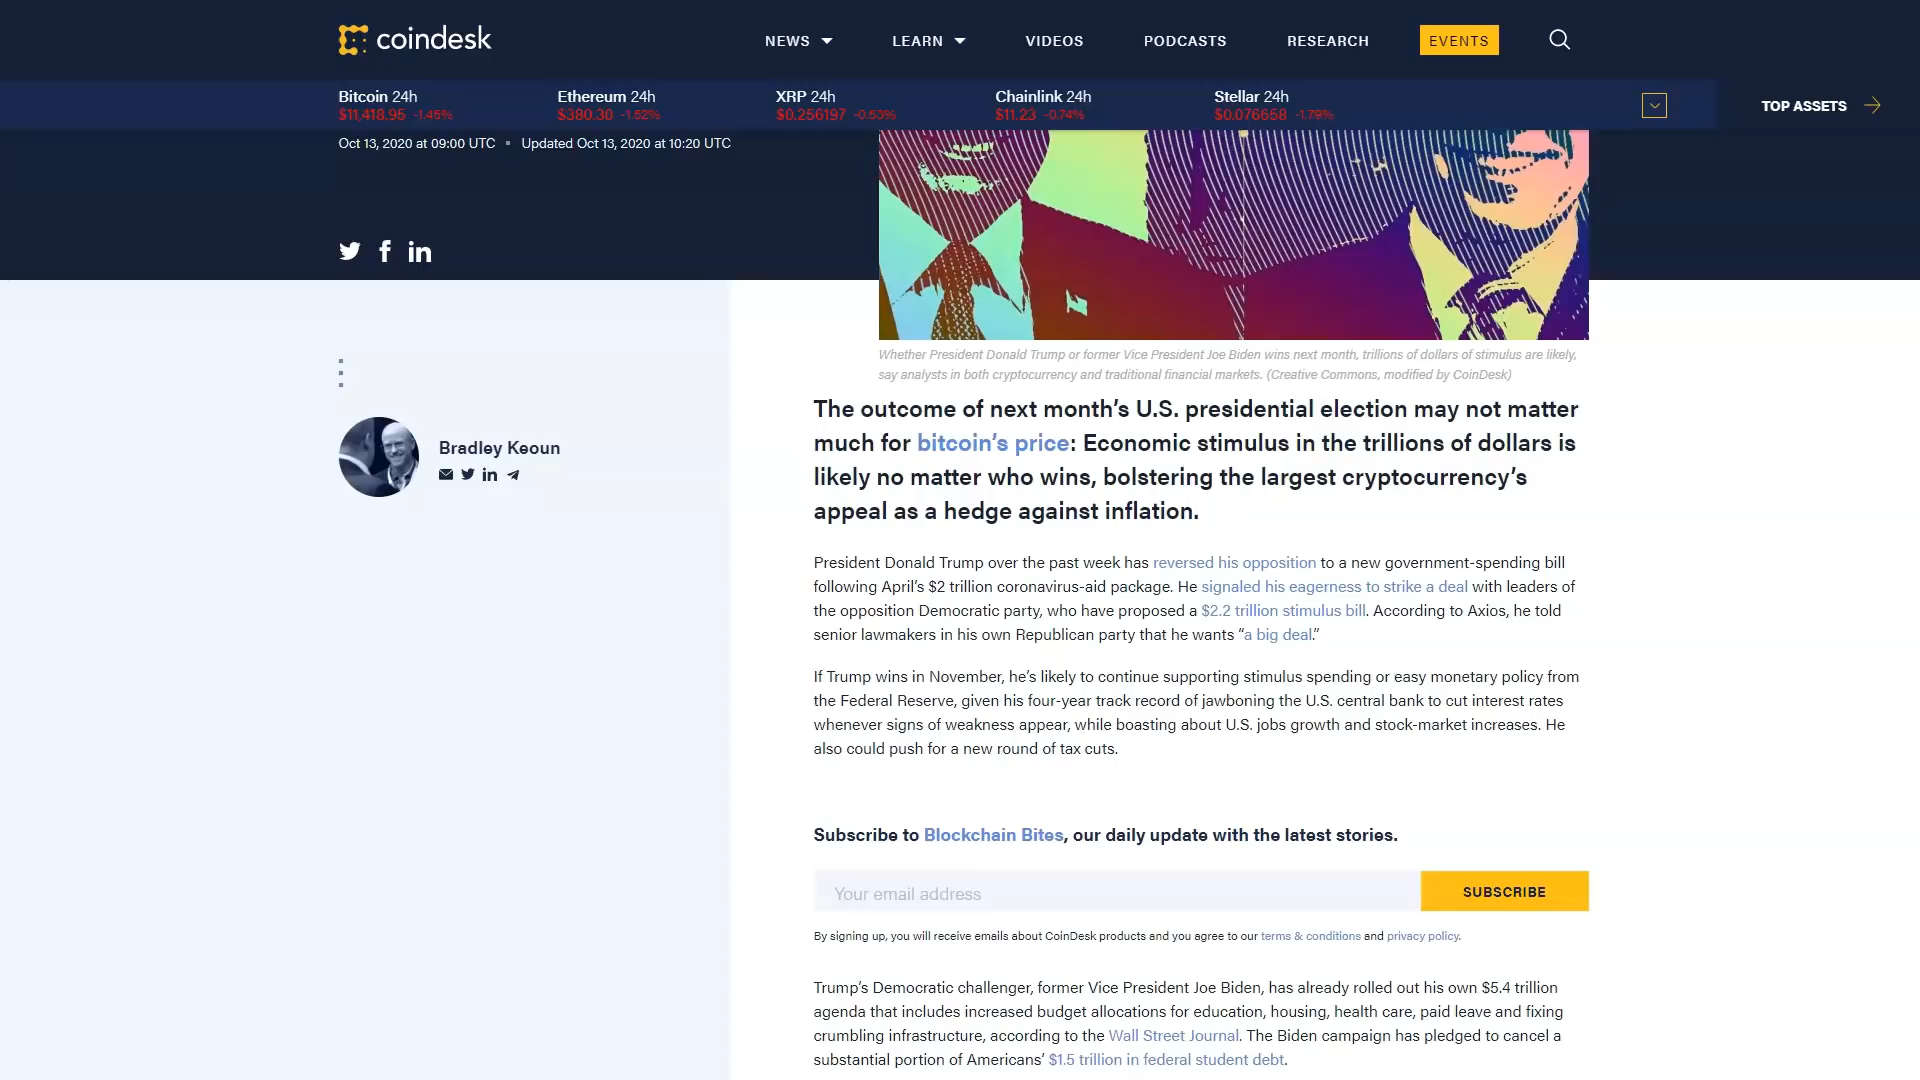 coindesk
NEWS LEARN VIDEOS PODCASTS RESEARCH EVENTS
Bitcoin 24h
$11,418.95 -1.45%
Ethereum 24h
$380.30 -1.52%
XRP 24h
$0.256197 -0.53%
Chainlink 24h
$11.23 -0.74%
Stellar 24h
$0.076658 -1.79%
TOP ASSETS
Oct 13, 2020 at 09:00 UTC Updated Oct 13, 2020 at 10:20 UTC
Whether President Donald Trump or former Vice President Joe Biden wins next month, trillions of dollars of stimulus are likely,
say analysts in both cryptocurrency and traditional financial markets. (Creative Commons, modified by CoinDesk)
Bradley Keoun
The outcome of next month’s U.S. presidential election may not matter
much for bitcoin’s price: Economic stimulus in the trillions of dollars is
likely no matter who wins, bolstering the largest cryptocurrency’s
appeal as a hedge against inflation.
President Donald Trump over the past week has reversed his opposition to a new government-spending bill
following April’s $2 trillion coronavirus-aid package. He signaled his eagerness to strike a deal with leaders of
the opposition Democratic party, who have proposed a $2.2 trillion stimulus bill. According to Axios, he told
senior lawmakers in his own Republican party that he wants “a big deal.”
If Trump wins in November, he’s likely to continue supporting stimulus spending or easy monetary policy from
the Federal Reserve, given his four-year track record of jawboning the U.S. central bank to cut interest rates
whenever signs of weakness appear, while boasting about U.S. jobs growth and stock-market increases. He
also could push for a new round of tax cuts.
Subscribe to Blockchain Bites, our daily update with the latest stories.
Your email address
SUBSCRIBE
By signing up, you will receive emails about CoinDesk products and you agree to our terms & conditions and privacy policy.
Trump’s Democratic challenger, former Vice President Joe Biden, has already rolled out his own $5.4 trillion
agenda that includes increased budget allocations for education, housing, health care, paid leave and fixing
crumbling infrastructure, according to the Wall Street Journal. The Biden campaign has pledged to cancel a
substantial portion of Americans’ $1.5 trillion in federal student debt.